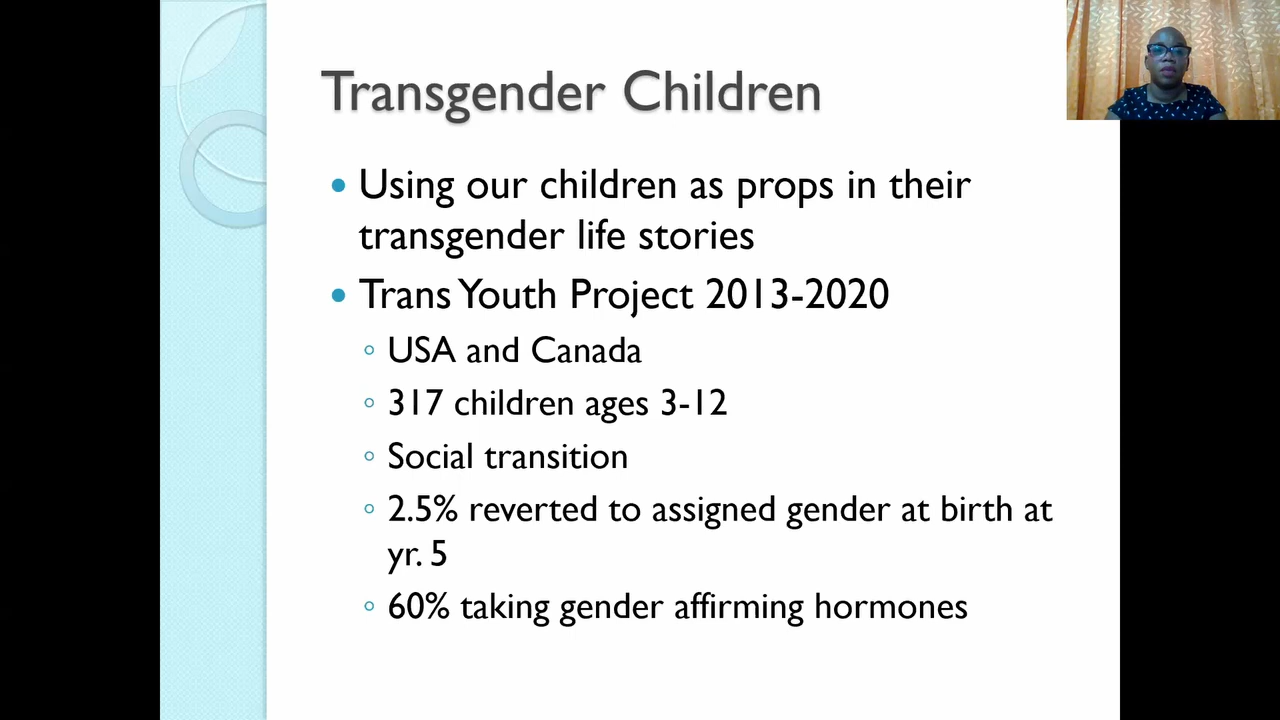 Transgender Children
• Using our children as props in their
transgender life stories
• Trans Youth Project 2013-2020
◦ USA and Canada
◦ 317 children ages 3-12
◦ Social transition
◦ 2.5% reverted to assigned gender at birth at
yr. 5
◦ 60% taking gender affirming hormones